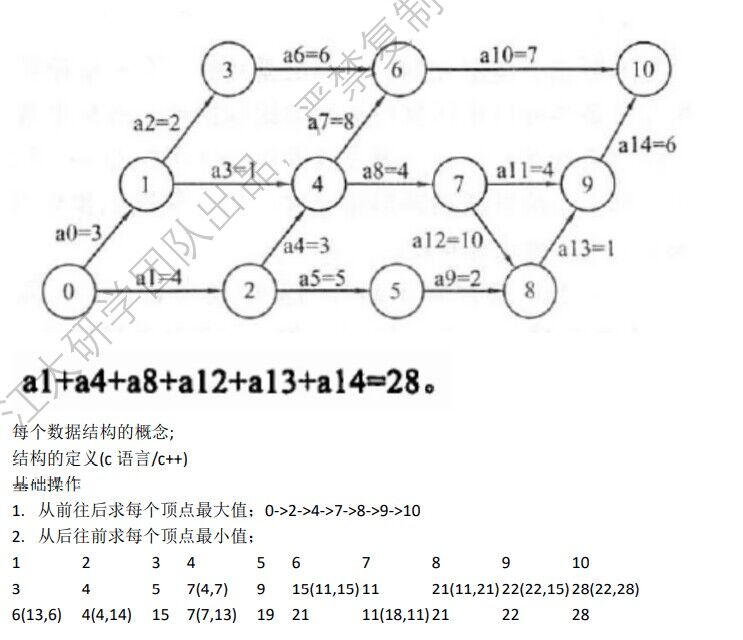 江大研学团队出品,严禁复制
3
a6=6
6
a10=7
10
a2=2
a7=8
a14=6
1
a3=1
4
a8=4
7
a11=4
9
a0=3
a4=3
a12=10
a13=1
0
a1=4
2
a5=5
5
a9=2
8
a1+a4+a8+a12+a13+a14=28。
每个数据结构的概念;
结构的定义(c 语言/c++)
基础操作
1. 从前往后求每个顶点最大值; 0->2->4->7->8->9->10
2. 从后往前求每个顶点最小值;
1 2 3 4 5 6 7 8 9 10
3 4 5 7(4,7) 9 15(11,15) 11 21(11,21) 22(22,15) 28(22,28)
6(13,6) 4(4,14) 15 7(7,13) 19 21 11(18,11) 21 22 28